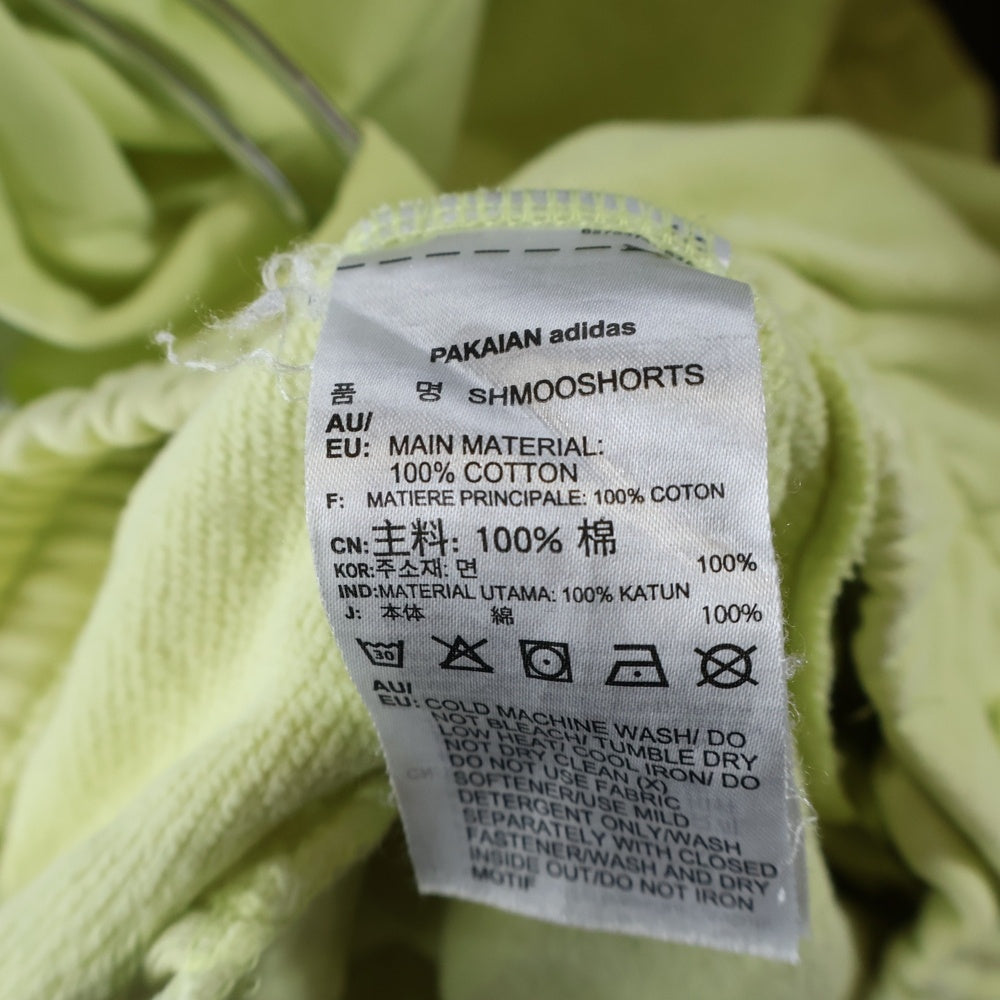 PAKAIAN adidas
품 명 SHMOOSHORTS
AU/
EU: MAIN MATERIAL:
100% COTTON
F: MATIERE PRINCIPALE: 100% COTON
CN: 主料: 100% 棉
KOR: 주소재: 면 100%
IND: MATERIAL UTAMA: 100% KATUN
J: 本体 綿 100%
30
AU/
EU: COLD MACHINE WASH/ DO
NOT BLEACH/ TUMBLE DRY
LOW HEAT/ COOL IRON/ DO
NOT DRY CLEAN (X)
DO NOT USE FABRIC
SOFTENER/USE MILD
DETERGENT ONLY/WASH
SEPARATELY WITH CLOSED
FASTENER/WASH AND DRY
INSIDE OUT/DO NOT IRON
MOTIF